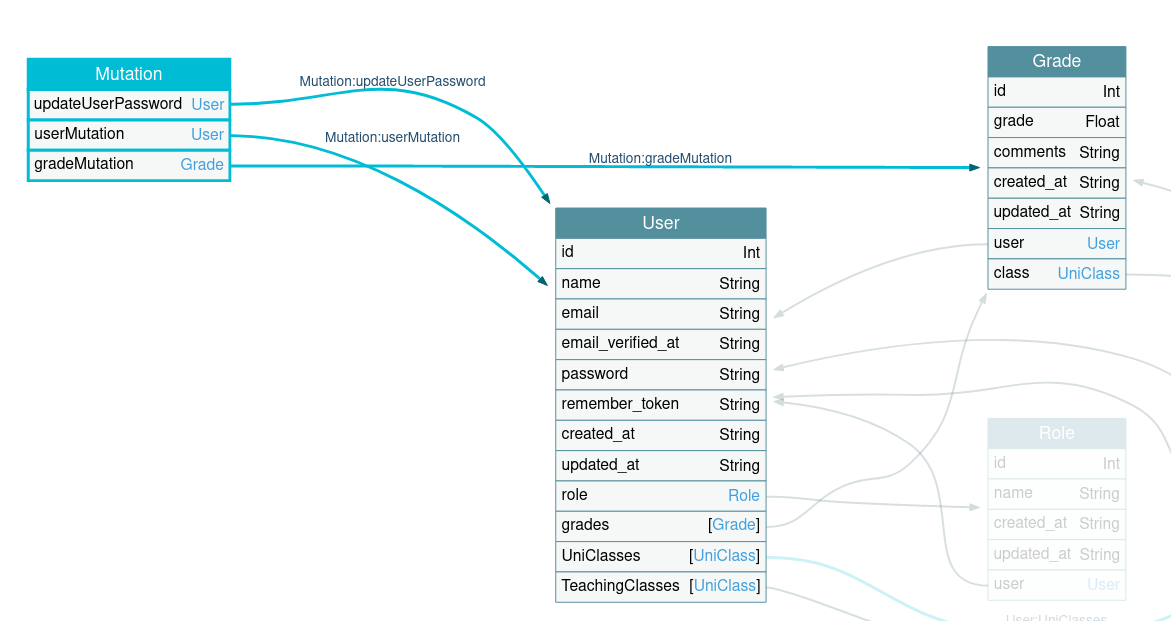 Mutation
updateUserPassword User
userMutation User
gradeMutation Grade
Mutation:updateUserPassword
Mutation:userMutation
Mutation:gradeMutation
Grade
id Int
grade Float
comments String
created_at String
updated_at String
user User
class UniClass
User
id Int
name String
email String
email_verified_at String
password String
remember_token String
created_at String
updated_at String
role Role
grades [Grade]
UniClasses [UniClass]
TeachingClasses [UniClass]
Role
id Int
name String
created_at String
updated_at String
user User
User:UniClasses